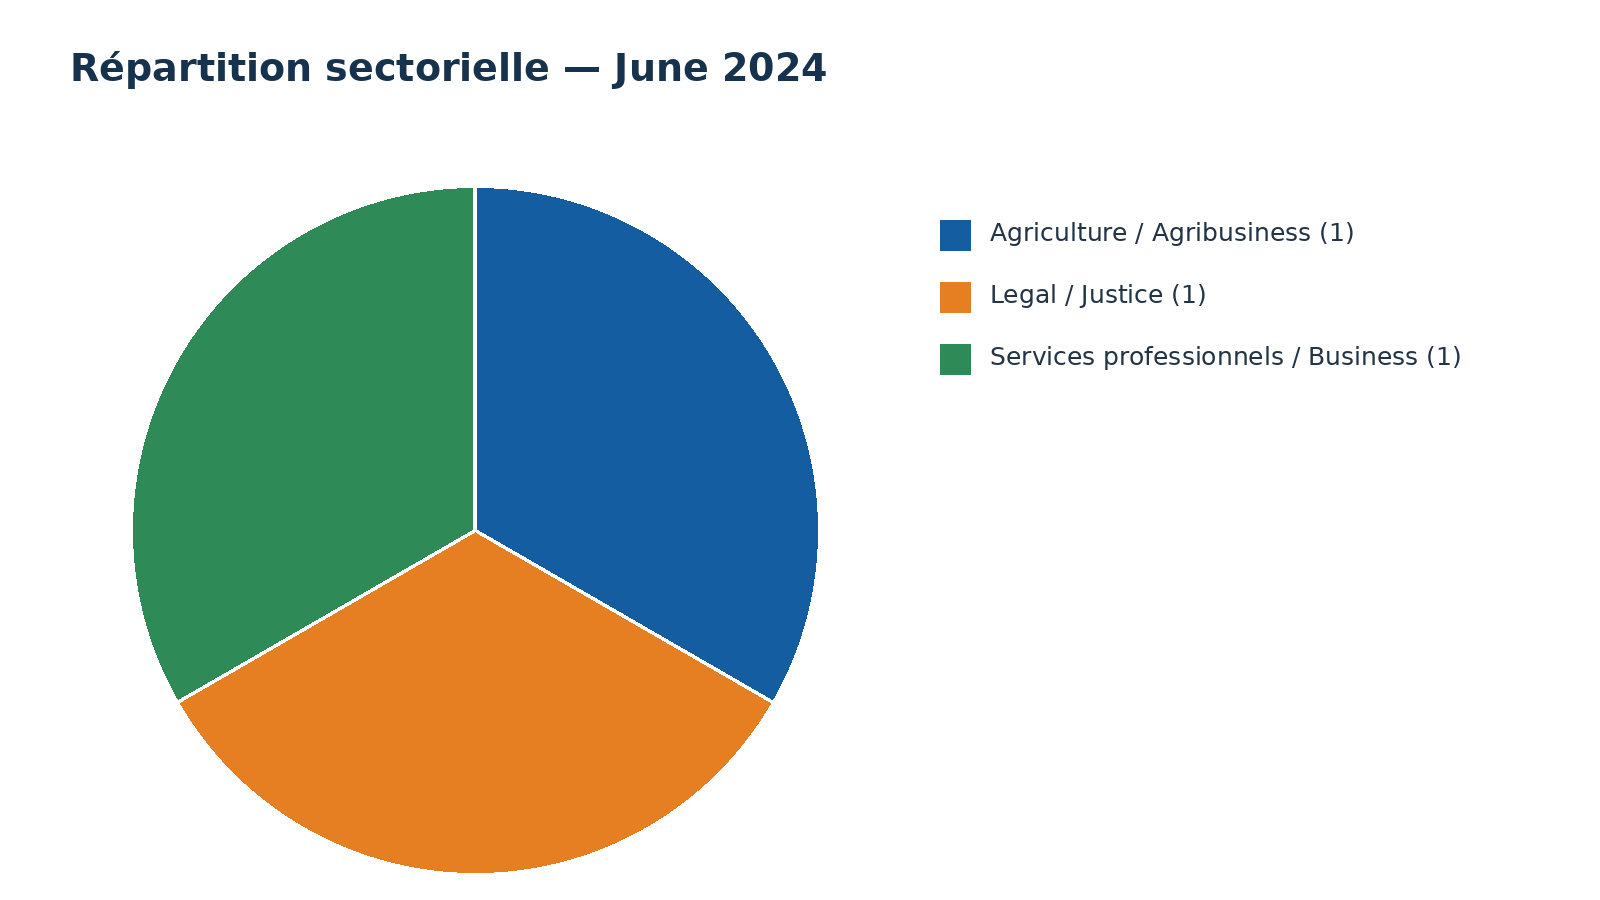 Répartition sectorielle — June 2024
Agriculture / Agribusiness (1)
Legal / Justice (1)
Services professionnels / Business (1)